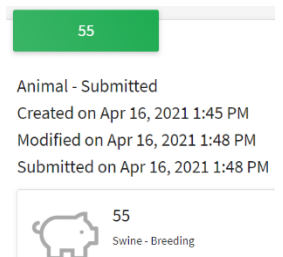 55
Animal - Submitted
Created on Apr 16, 2021 1:45 PM
Modified on Apr 16, 2021 1:48 PM
Submitted on Apr 16, 2021 1:48 PM
55
Swine - Breeding